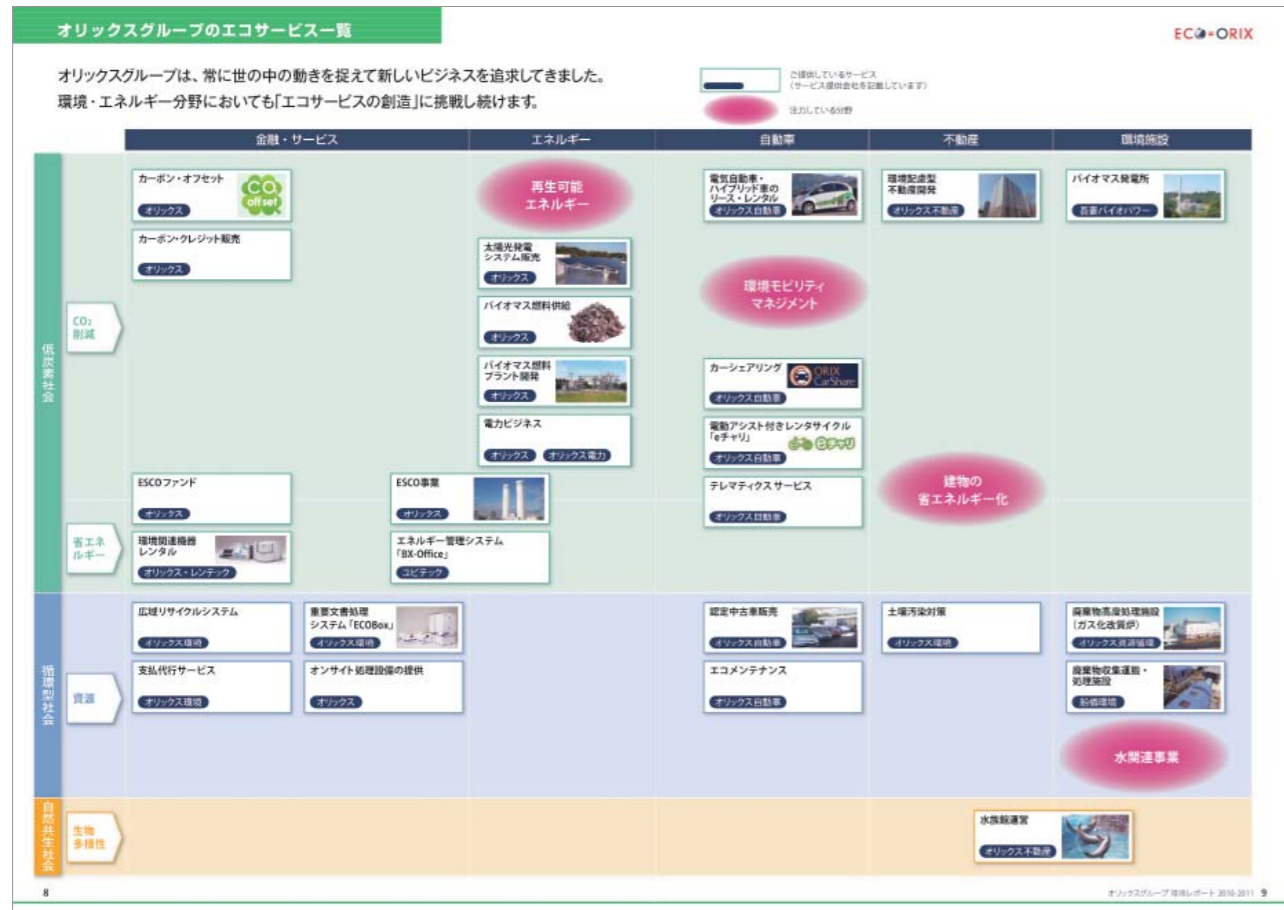 オリックスグループのエコサービス一覧
ECO ORIX
オリックスグループは、常に世の中の動きを捉えて新しいビジネスを追求してきました。
環境・エネルギー分野においても「エコサービスの創造」に挑戦し続けます。
ご提供しているサービス
(サービス提供会社を記載しています)
注力している分野
金融・サービス
エネルギー
自動車
不動産
環境施設
低炭素社会
CO₂
削減
カーボン・オフセット
CO₂
offset
オリックス
カーボン・クレジット販売
オリックス
再生可能
エネルギー
太陽光発電
システム販売
オリックス
バイオマス燃料供給
オリックス
バイオマス燃料
プラント開発
オリックス
電力ビジネス
オリックス
オリックス電力
電気自動車・
ハイブリッド車の
リース・レンタル
オリックス自動車
環境モビリティ
マネジメント
カーシェアリング
ORIX
CarShare
オリックス自動車
電動アシスト付きレンタサイクル
「eチャリ」
eチャリ
オリックス自動車
テレマティクスサービス
オリックス自動車
環境配慮型
不動産開発
オリックス不動産
建物の
省エネルギー化
バイオマス発電所
吾妻バイオパワー
省エネ
ルギー
ESCOファンド
オリックス
ESCO事業
オリックス
環境関連機器
レンタル
オリックス・レンテック
エネルギー管理システム
「BX-Office」
ユビテック
循環型社会
資源
広域リサイクルシステム
オリックス環境
重要文書処理
システム「ECOBox」
オリックス環境
支払代行サービス
オリックス環境
オンサイト処理設備の提供
オリックス
認定中古車販売
オリックス自動車
エコメンテナンス
オリックス自動車
土壌汚染対策
オリックス環境
廃棄物高度処理施設
(ガス化改質炉)
オリックス資源循環
廃棄物収集運搬・
処理施設
船橋環境
水関連事業
自然共生社会
生物
多様性
水族館運営
オリックス不動産
8
オリックスグループ 環境レポート 2010-2011 9